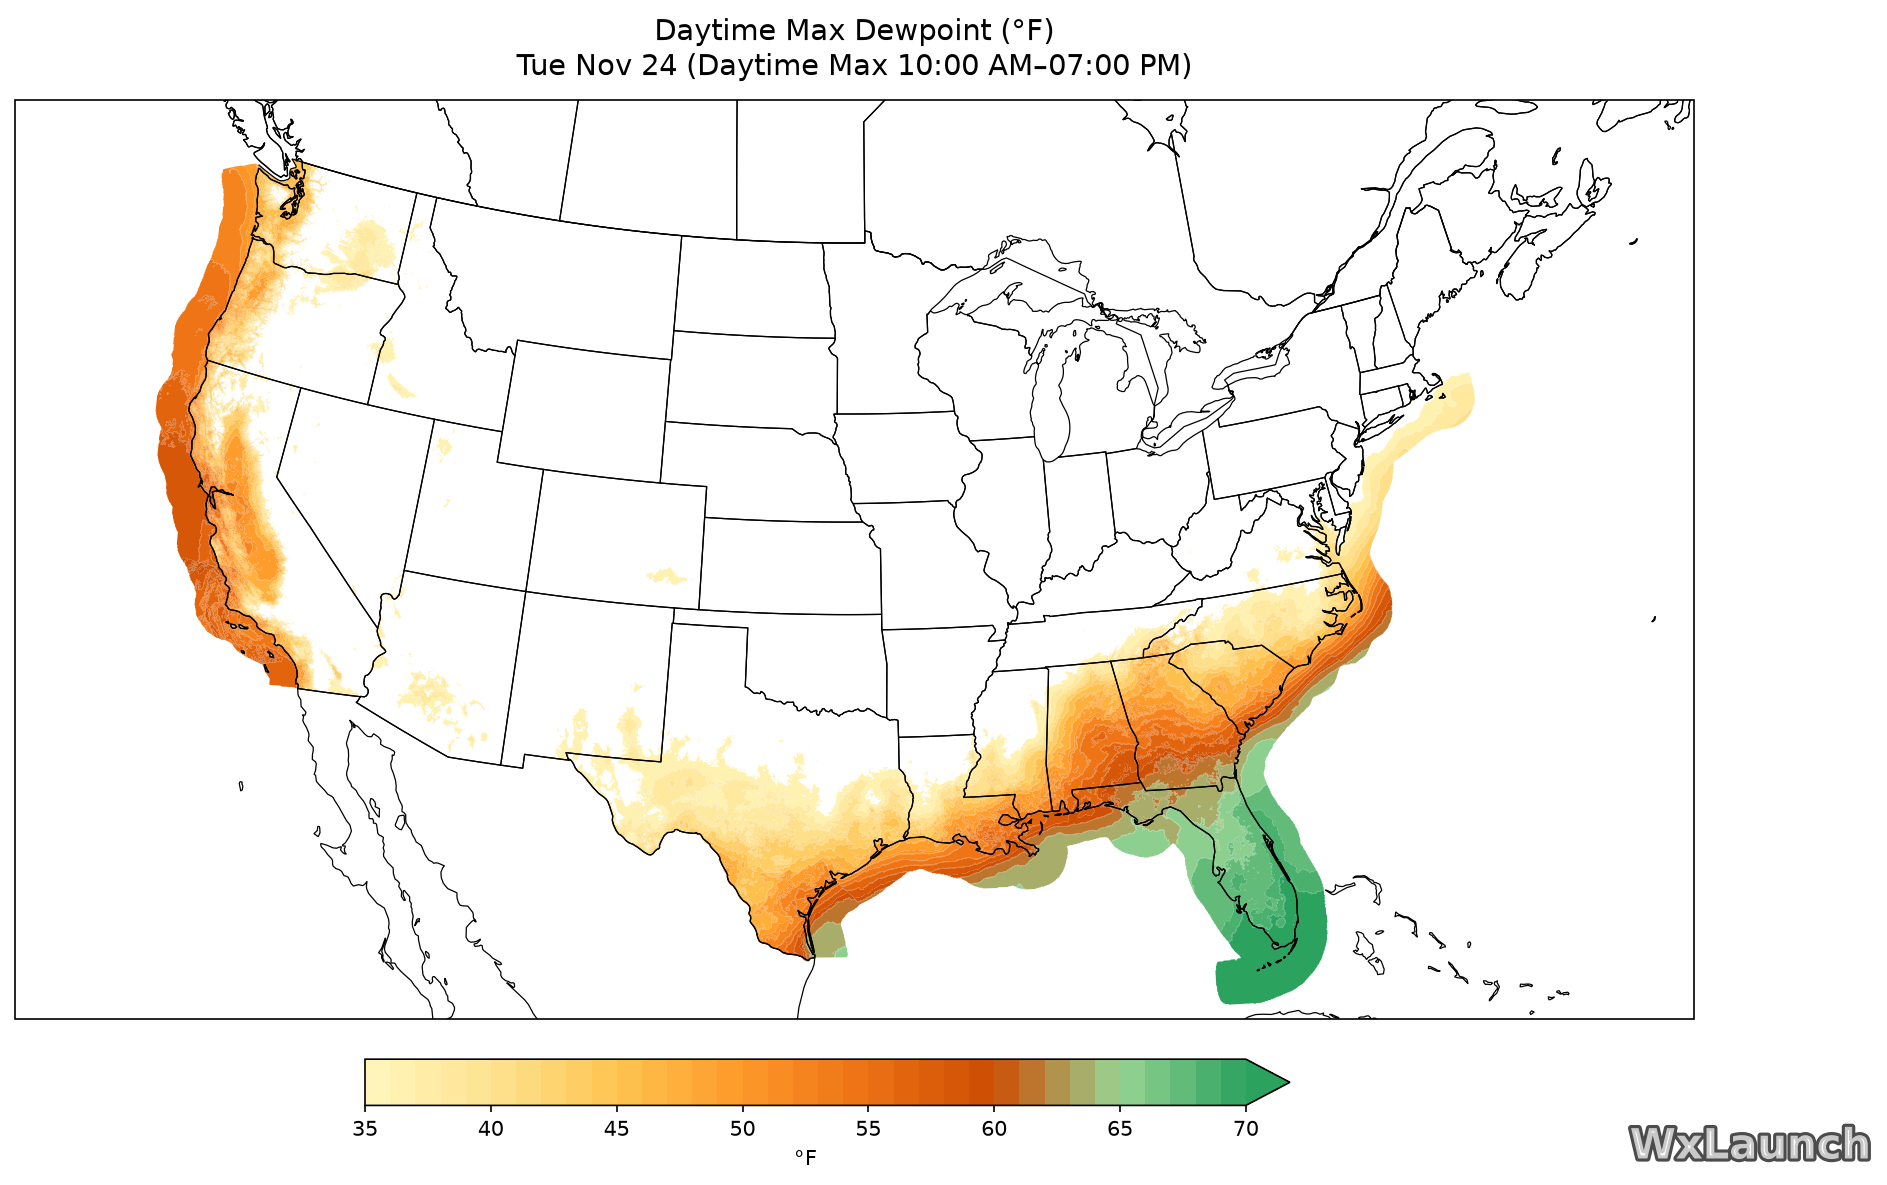 Daytime Max Dewpoint (°F)
Tue Nov 24 (Daytime Max 10:00 AM–07:00 PM)
35 40 45 50 55 60 65 70
°F
WxLaunch